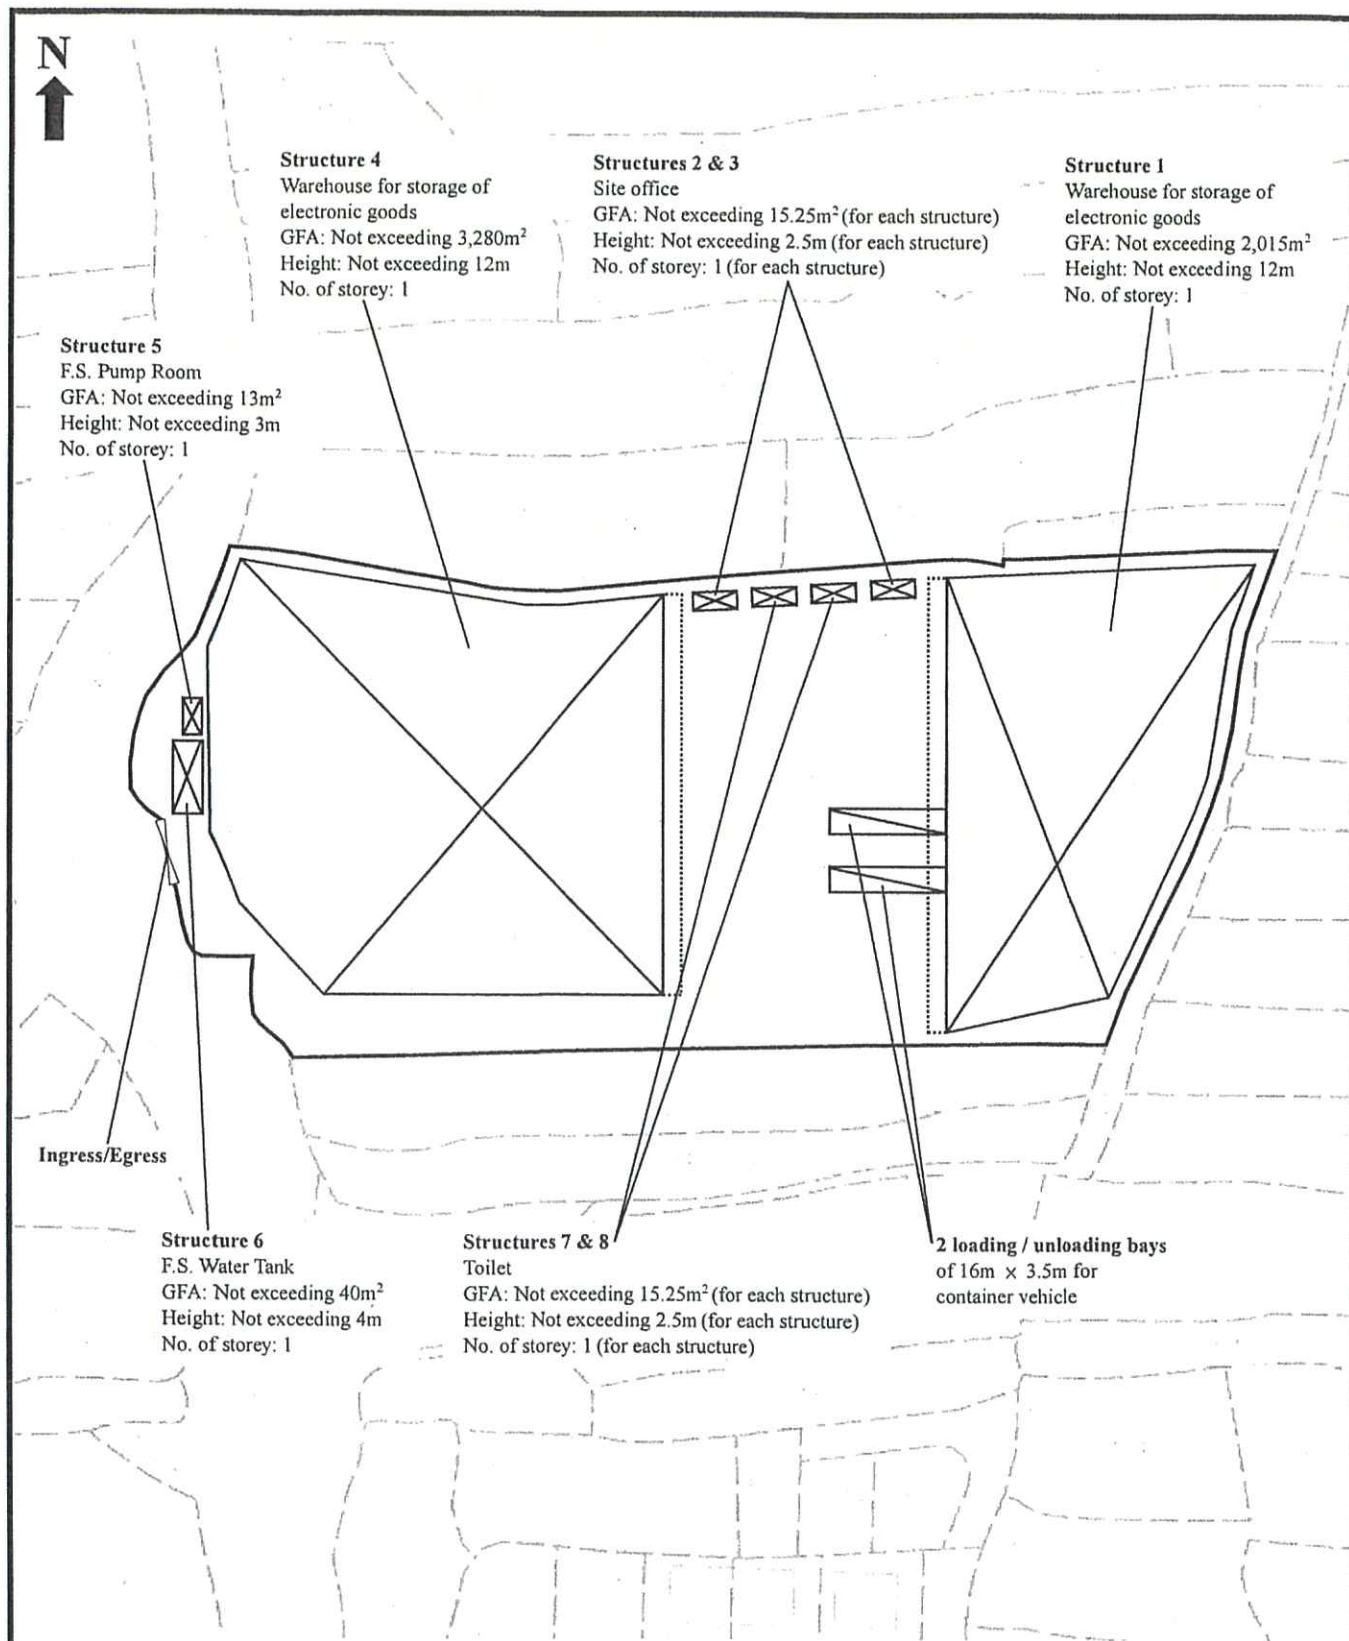 N
Structure 4
Warehouse for storage of
electronic goods
GFA: Not exceeding 3,280m²
Height: Not exceeding 12m
No. of storey: 1
Structures 2 & 3
Site office
GFA: Not exceeding 15.25m² (for each structure)
Height: Not exceeding 2.5m (for each structure)
No. of storey: 1 (for each structure)
Structure 1
Warehouse for storage of
electronic goods
GFA: Not exceeding 2,015m²
Height: Not exceeding 12m
No. of storey: 1
Structure 5
F.S. Pump Room
GFA: Not exceeding 13m²
Height: Not exceeding 3m
No. of storey: 1
Ingress/Egress
Structure 6
F.S. Water Tank
GFA: Not exceeding 40m²
Height: Not exceeding 4m
No. of storey: 1
Structures 7 & 8
Toilet
GFA: Not exceeding 15.25m² (for each structure)
Height: Not exceeding 2.5m (for each structure)
No. of storey: 1 (for each structure)
2 loading / unloading bays
of 16m × 3.5m for
container vehicle